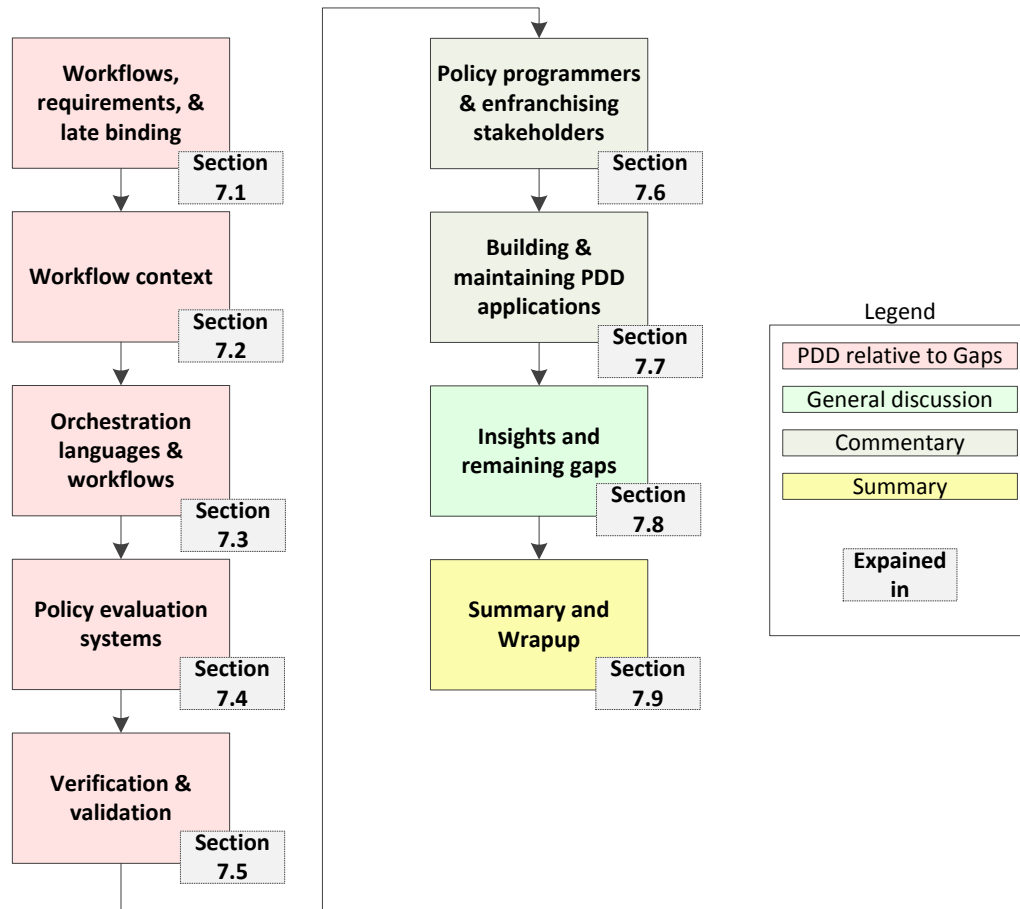 Workflows,
requirements, &
late binding
Section
7.1
Workflow context
Section
7.2
Orchestration
languages &
workflows
Section
7.3
Policy evaluation
systems
Section
7.4
Verification &
validation
Section
7.5
Policy programmers
& enfranchising
stakeholders
Section
7.6
Building &
maintaining PDD
applications
Section
7.7
Insights and
remaining gaps
Section
7.8
Summary and
Wrapup
Section
7.9
Legend
PDD relative to Gaps
General discussion
Commentary
Summary
Expained
in